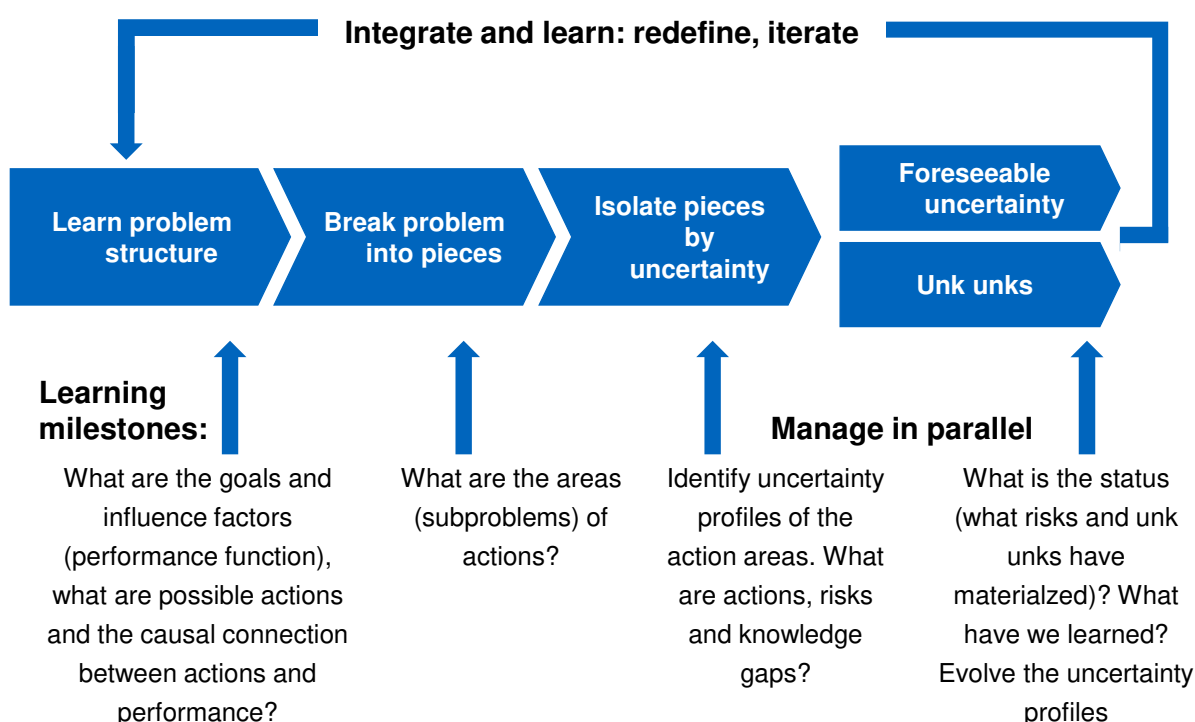 Integrate and learn: redefine, iterate
Learn problem
structure
Break problem
into pieces
Isolate pieces
by
uncertainty
Foreseeable
uncertainty
Unk unks
Learning
milestones:
Manage in parallel
What are the goals and
influence factors
(performance function),
what are possible actions
and the causal connection
between actions and
performance?
What are the areas
(subproblems) of
actions?
Identify uncertainty
profiles of the
action areas. What
are actions, risks
and knowledge
gaps?
What is the status
(what risks and unk
unks have
materialzed)? What
have we learned?
Evolve the uncertainty
profiles